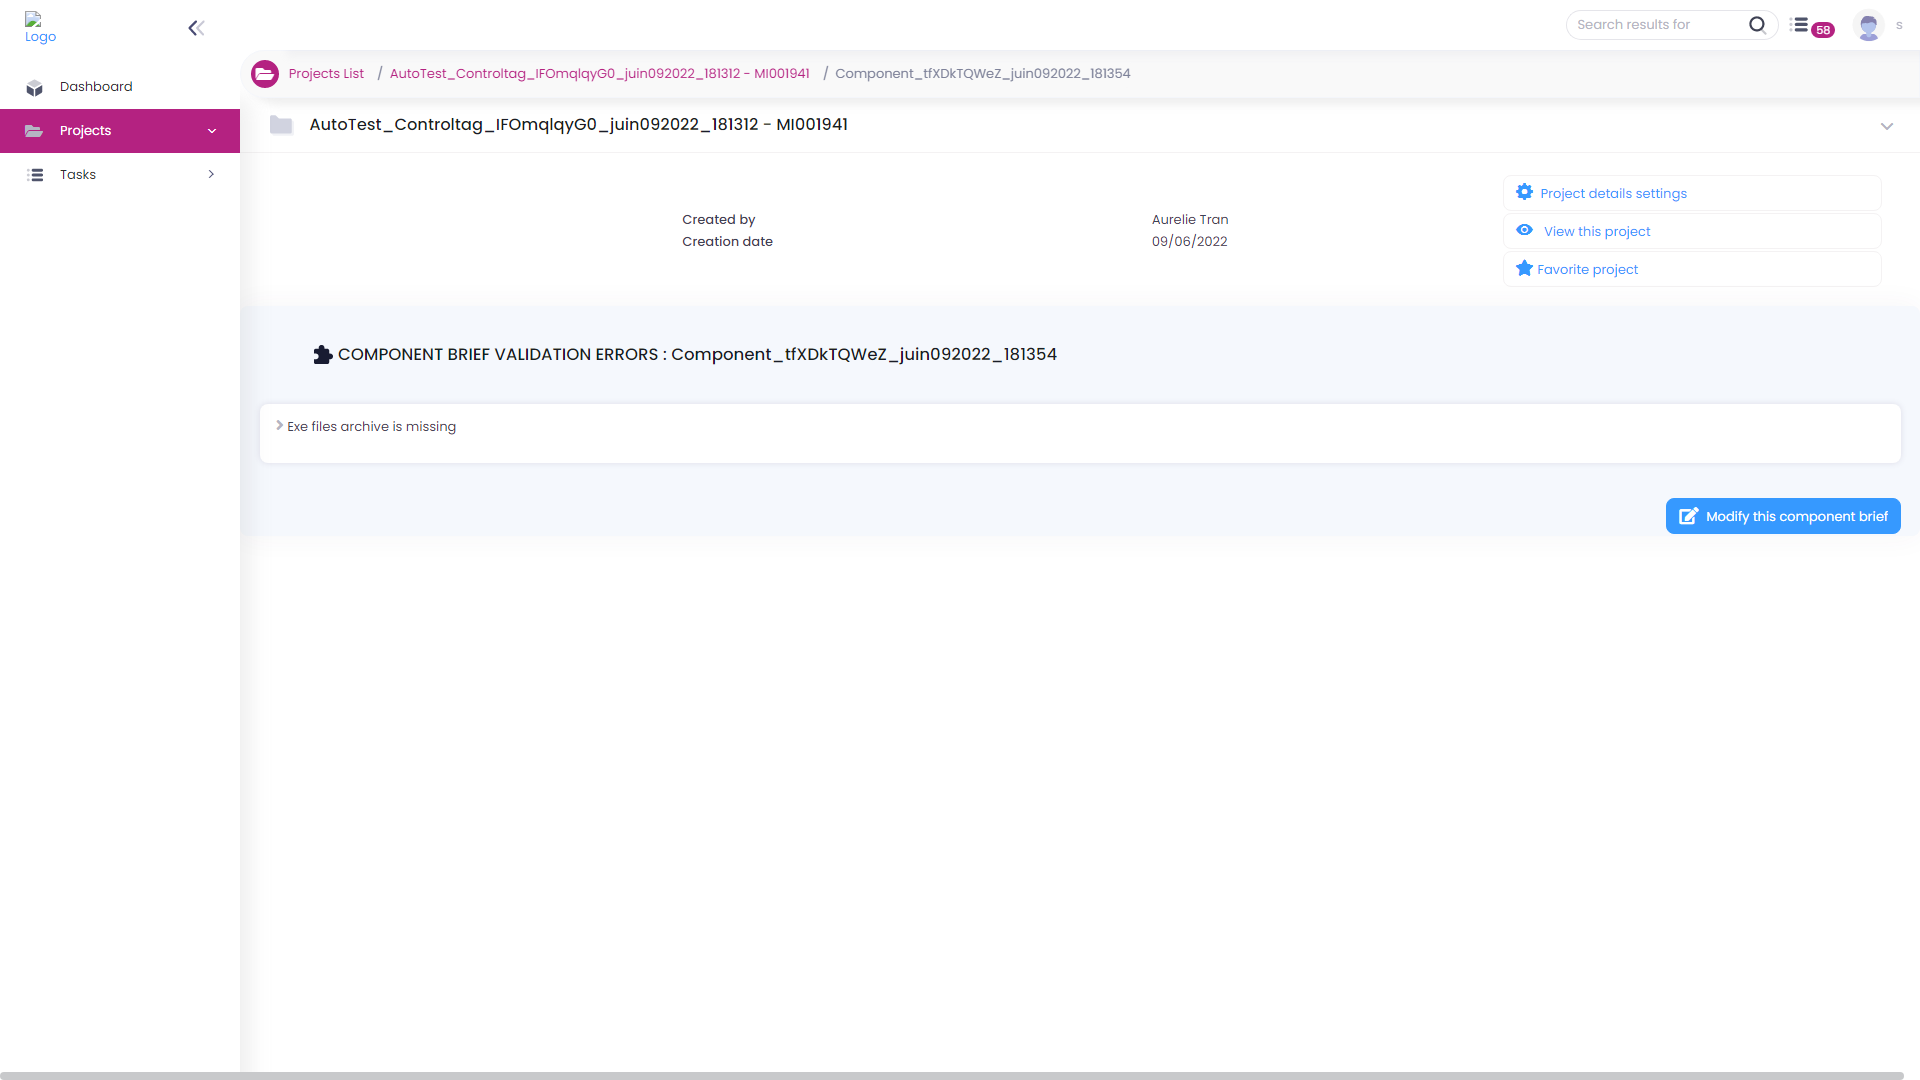 Logo
Search results for
58
s
Dashboard
Projects
Tasks
Projects List / AutoTest_Controltag_IFOmqlqyG0_juin092022_181312 - MI001941 / Component_tfXDkTQWeZ_juin092022_181354
AutoTest_Controltag_IFOmqlqyG0_juin092022_181312 - MI001941
Created by Aurelie Tran
Creation date 09/06/2022
Project details settings
View this project
Favorite project
COMPONENT BRIEF VALIDATION ERRORS : Component_tfXDkTQWeZ_juin092022_181354
Exe files archive is missing
Modify this component brief